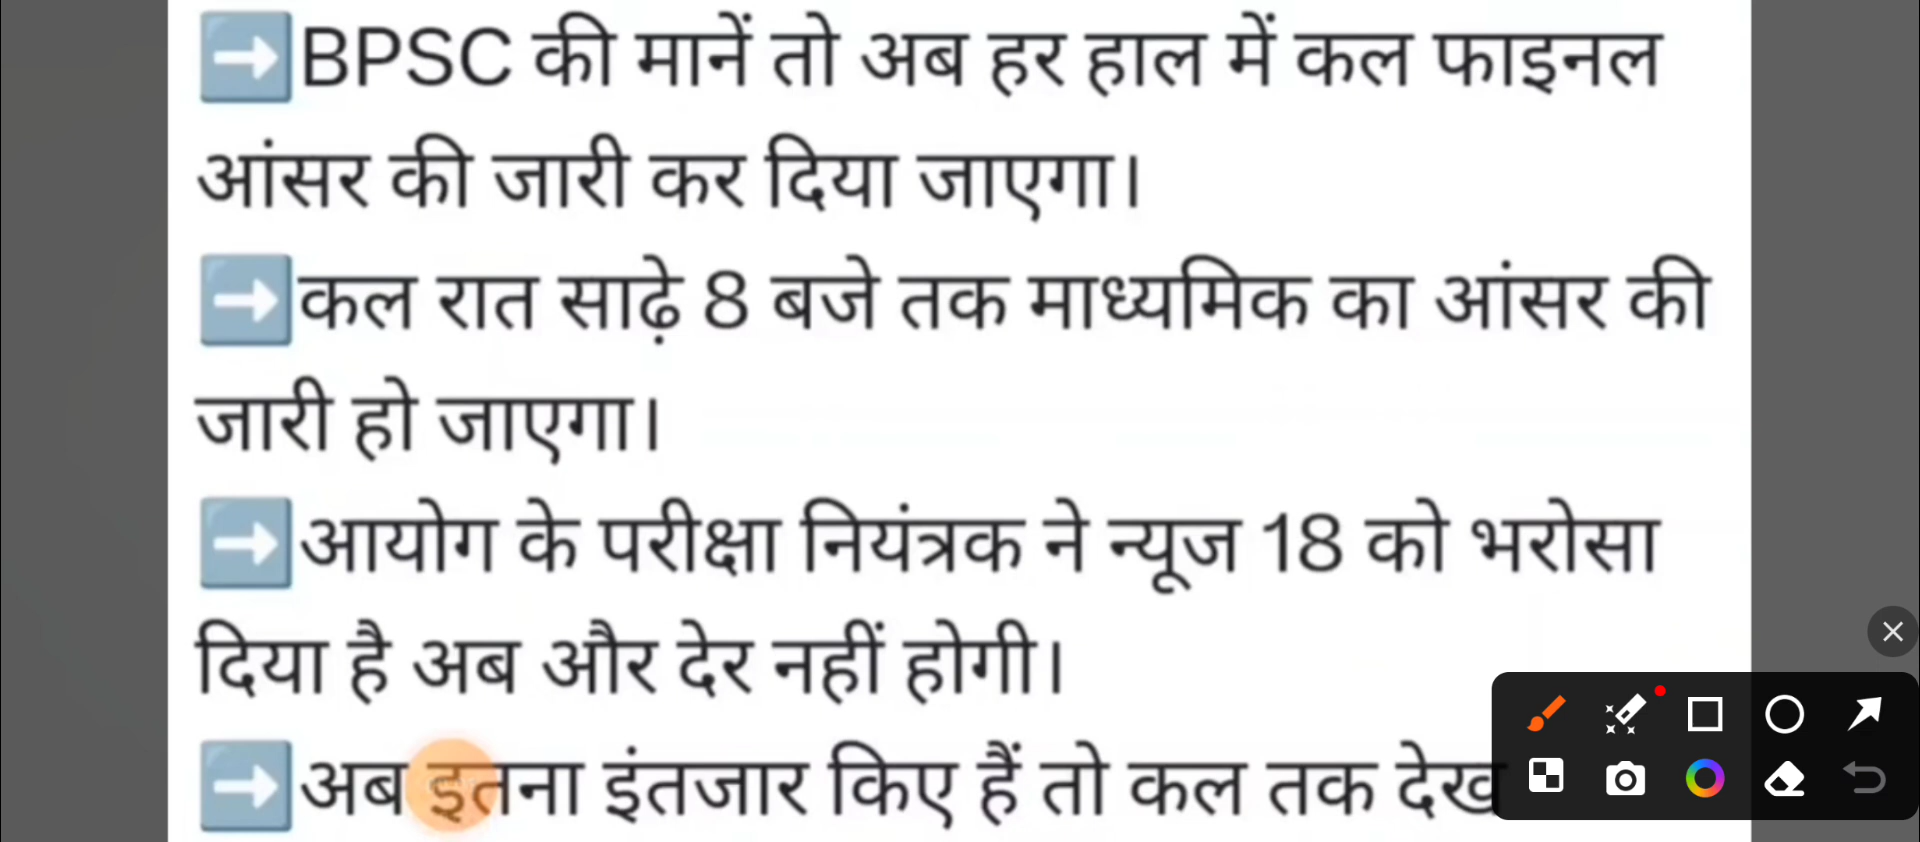 ➡️BPSC की मानें तो अब हर हाल में कल फाइनल
आंसर की जारी कर दिया जाएगा।
➡️कल रात साढ़े 8 बजे तक माध्यमिक का आंसर की
जारी हो जाएगा।
➡️आयोग के परीक्षा नियंत्रक ने न्यूज 18 को भरोसा
दिया है अब और देर नहीं होगी।
➡️अब इतना इंतजार किए हैं तो कल तक देख